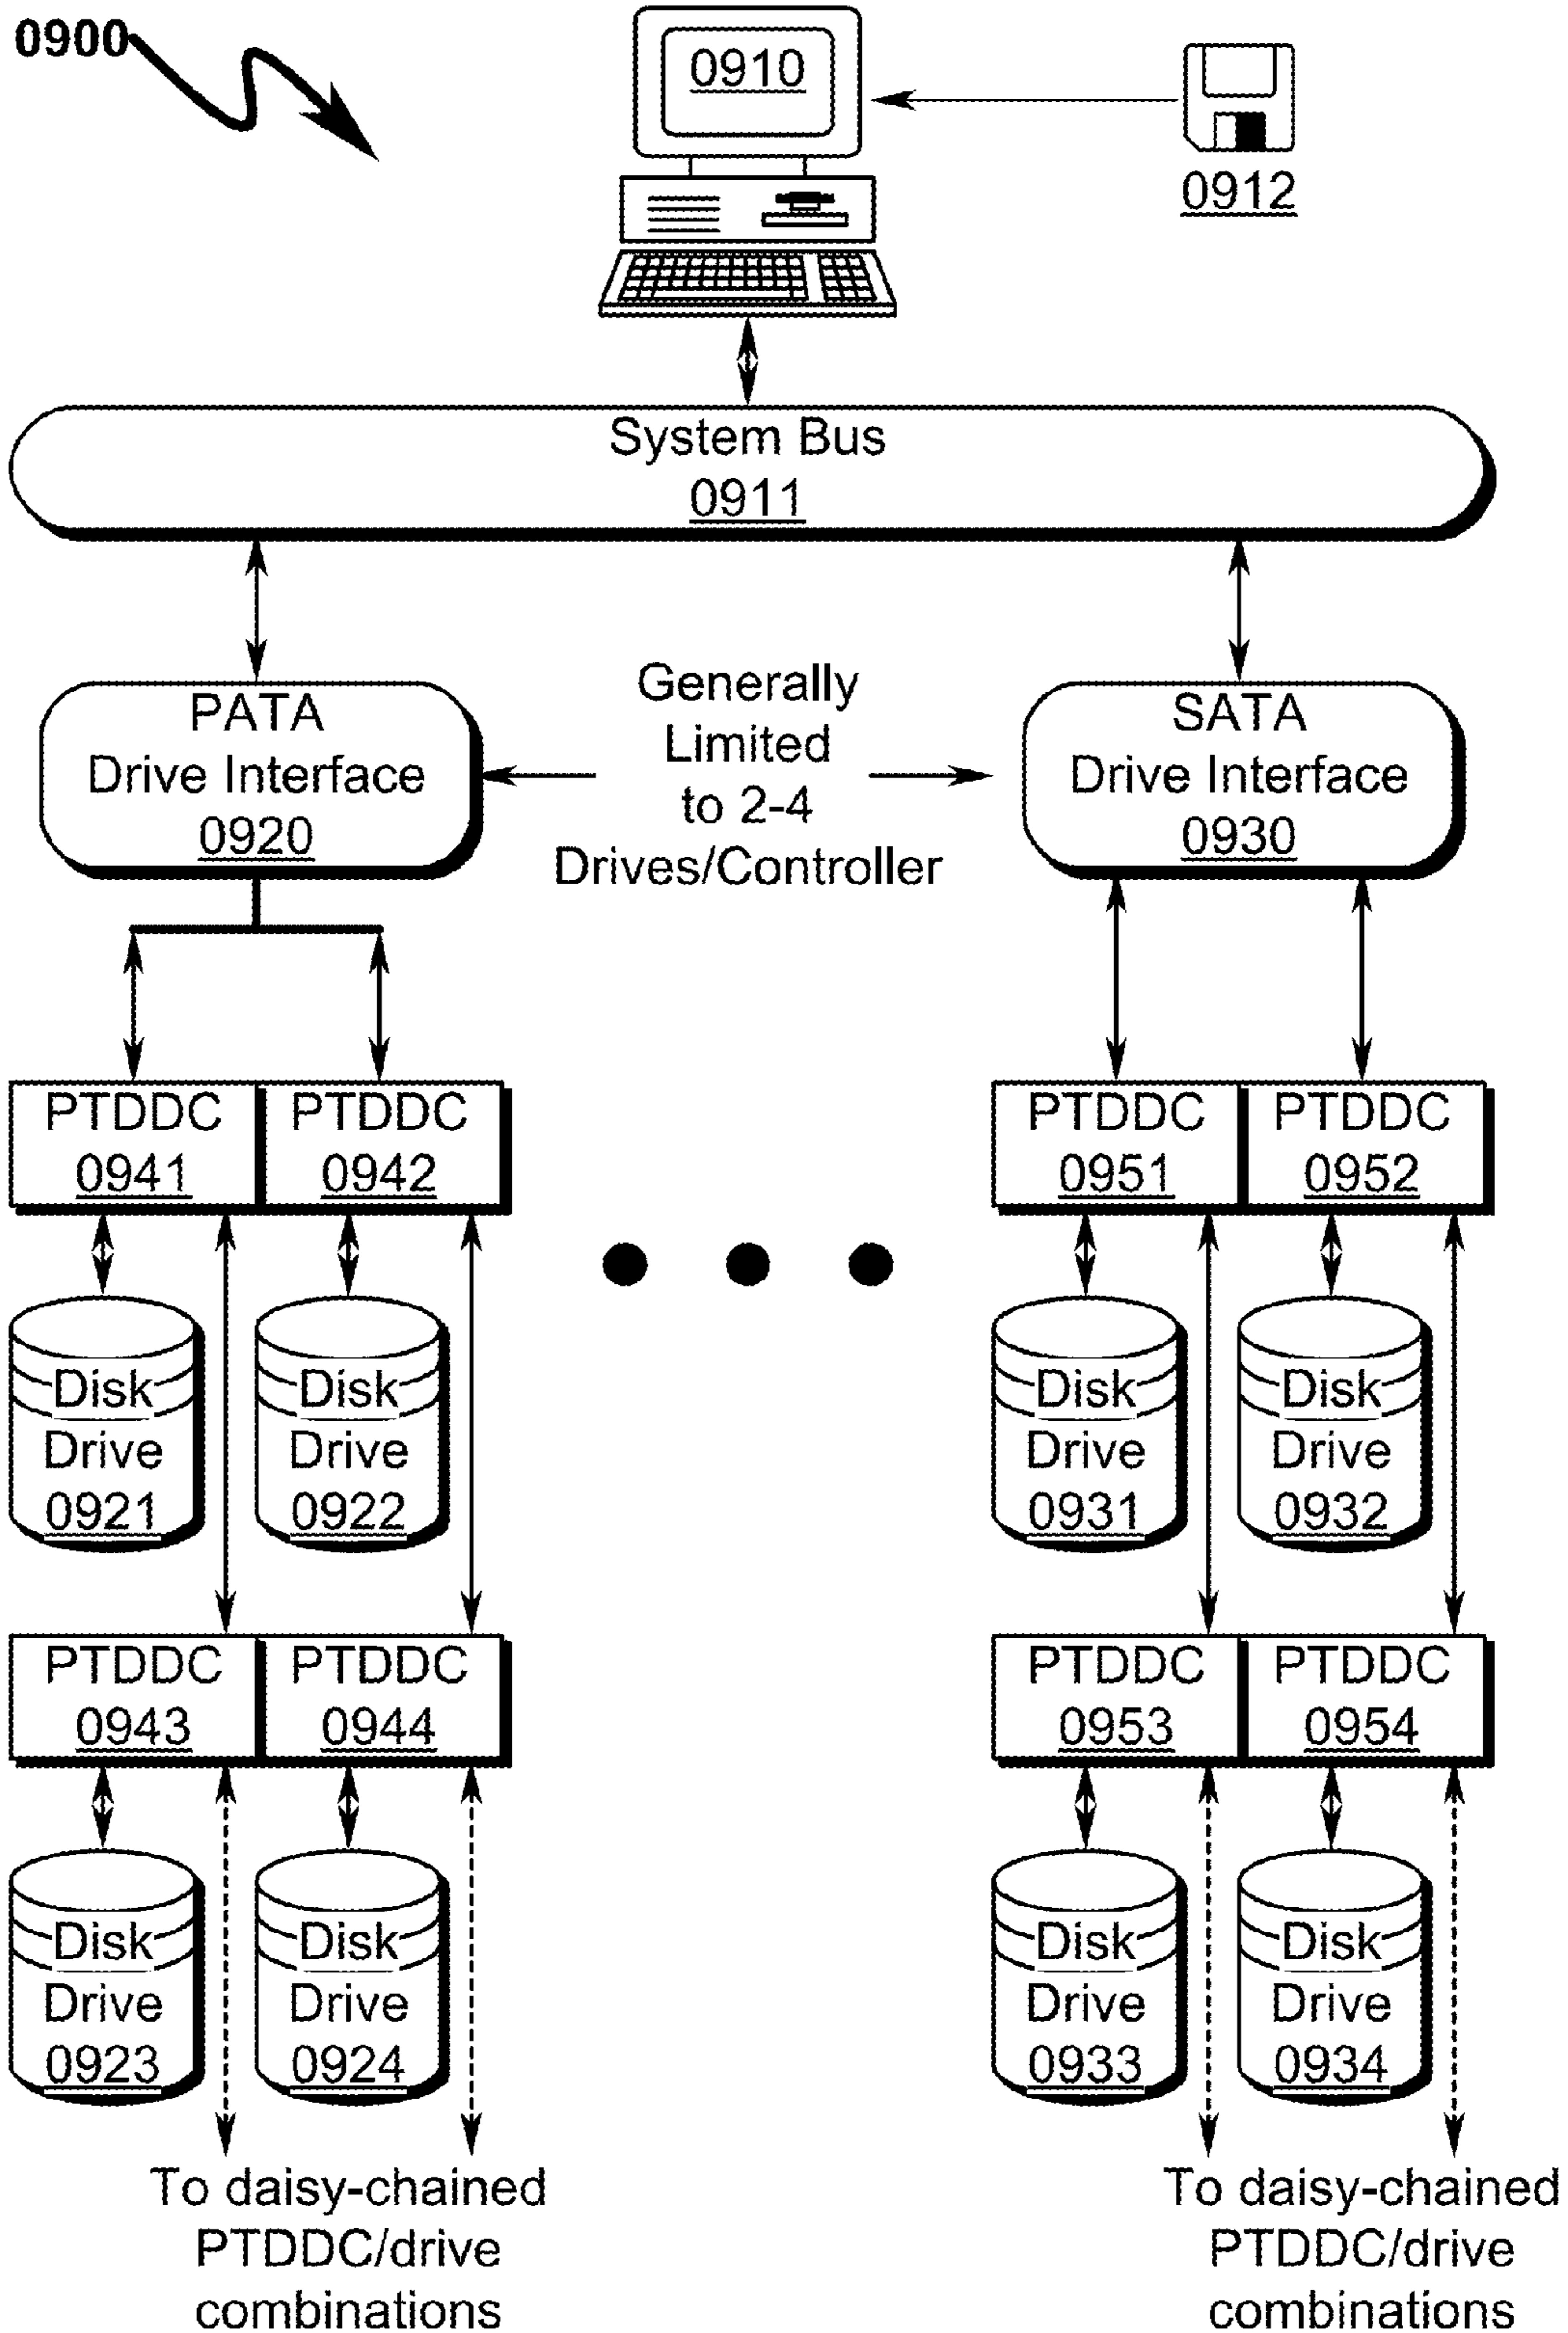 0900
0910
0912
System Bus
0911
PATA
Drive Interface
0920
Generally
Limited
to 2-4
Drives/Controller
SATA
Drive Interface
0930
PTDDC
0941
PTDDC
0942
PTDDC
0951
PTDDC
0952
Disk
Drive
0921
Disk
Drive
0922
Disk
Drive
0931
Disk
Drive
0932
PTDDC
0943
PTDDC
0944
PTDDC
0953
PTDDC
0954
Disk
Drive
0923
Disk
Drive
0924
Disk
Drive
0933
Disk
Drive
0934
To daisy-chained
PTDDC/drive
combinations
To daisy-chained
PTDDC/drive
combinations